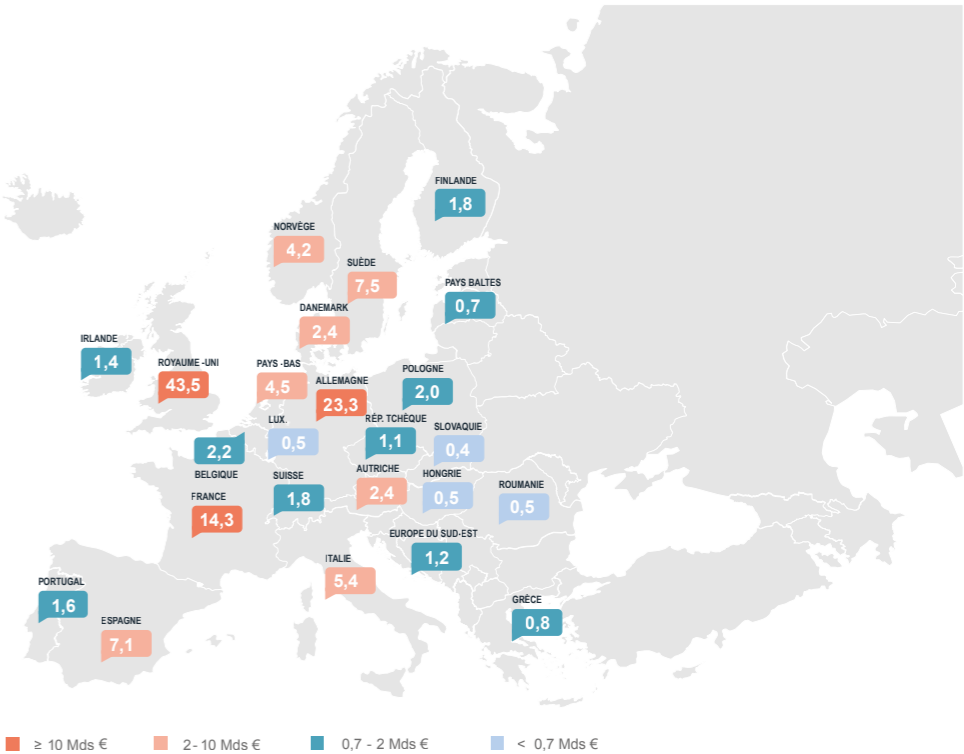 FINLANDE
1,8
NORVÈGE
4,2
SUÈDE
7,5
PAYS BALTES
0,7
DANEMARK
2,4
IRLANDE
1,4
ROYAUME -UNI
43,5
PAYS -BAS
4,5
ALLEMAGNE
23,3
POLOGNE
2,0
LUX.
0,5
RÉP. TCHÈQUE
1,1
SLOVAQUIE
0,4
2,2
BELGIQUE
SUISSE
1,8
AUTRICHE
2,4
HONGRIE
0,5
ROUMANIE
0,5
FRANCE
14,3
EUROPE DU SUD-EST
1,2
ITALIE
5,4
PORTUGAL
1,6
ESPAGNE
7,1
GRÈCE
0,8
≥ 10 Mds €
2- 10 Mds €
0,7 - 2 Mds €
< 0,7 Mds €